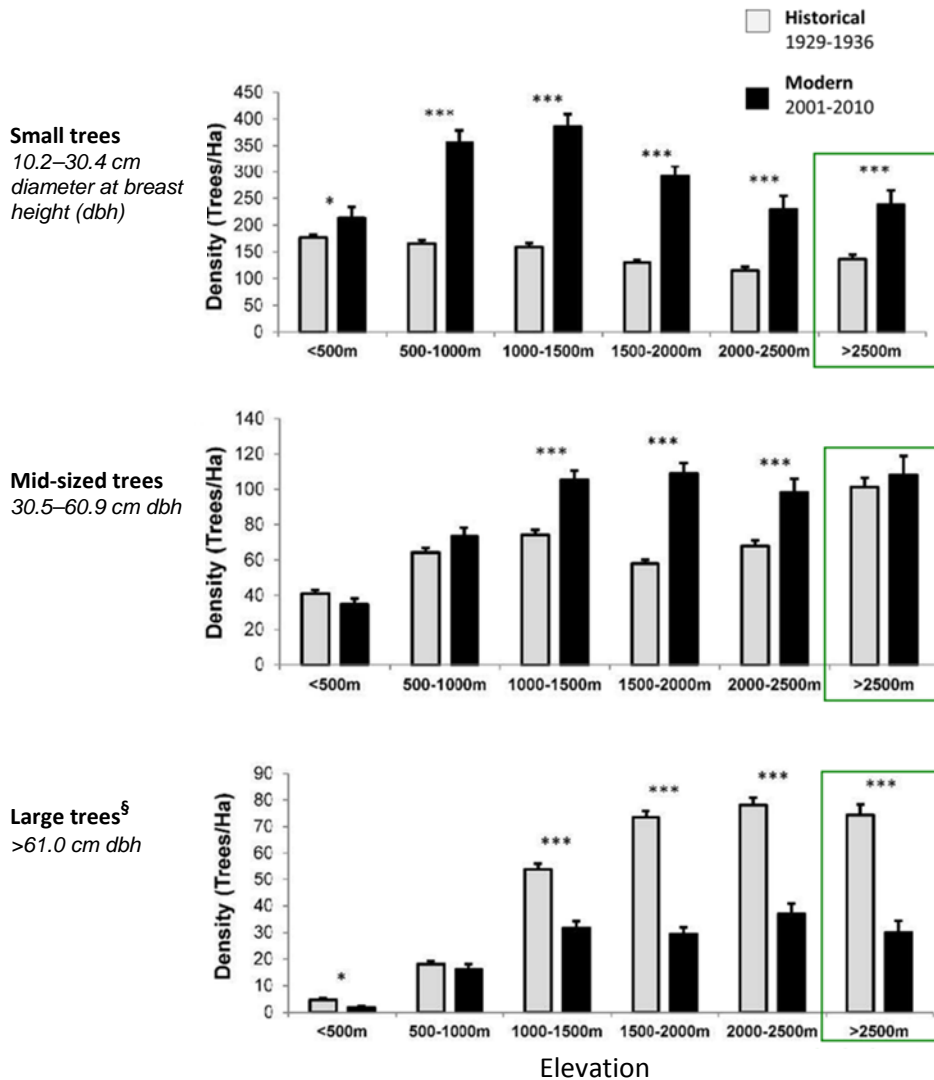 Historical
1929-1936
Modern
2001-2010
Small trees
10.2–30.4 cm
diameter at breast
height (dbh)
Density (Trees/Ha)
450
400
350
300
250
200
150
100
50
0
*
***
***
***
***
***
<500m
500-1000m
1000-1500m
1500-2000m
2000-2500m
>2500m
Mid-sized trees
30.5–60.9 cm dbh
Density (Trees/Ha)
140
120
100
80
60
40
20
0
***
***
***
<500m
500-1000m
1000-1500m
1500-2000m
2000-2500m
>2500m
Large trees§
>61.0 cm dbh
Density (Trees/Ha)
90
80
70
60
50
40
30
20
10
0
*
***
***
***
***
<500m
500-1000m
1000-1500m
1500-2000m
2000-2500m
>2500m
Elevation